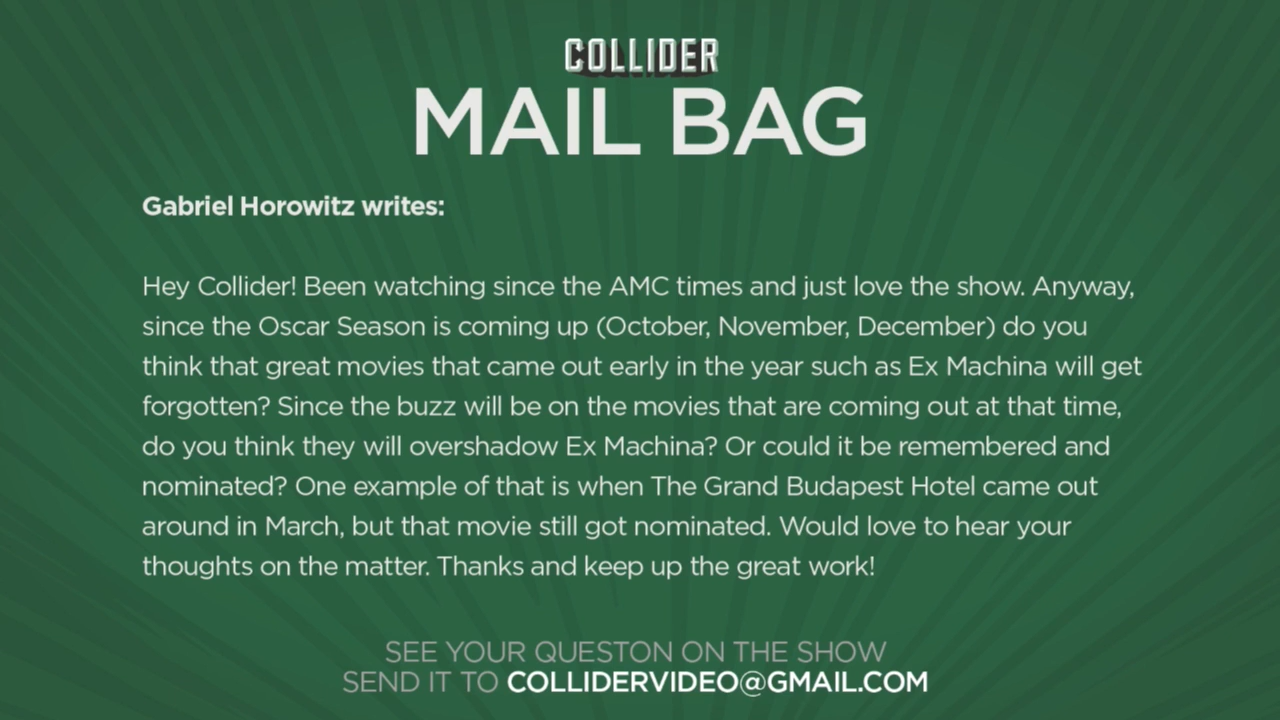 COLLIDER
MAIL BAG
Gabriel Horowitz writes:
Hey Collider! Been watching since the AMC times and just love the show. Anyway,
since the Oscar Season is coming up (October, November, December) do you
think that great movies that came out early in the year such as Ex Machina will get
forgotten? Since the buzz will be on the movies that are coming out at that time,
do you think they will overshadow Ex Machina? Or could it be remembered and
nominated? One example of that is when The Grand Budapest Hotel came out
around in March, but that movie still got nominated. Would love to hear your
thoughts on the matter. Thanks and keep up the great work!
SEE YOUR QUESTON ON THE SHOW
SEND IT TO COLLIDERVIDEO@GMAIL.COM